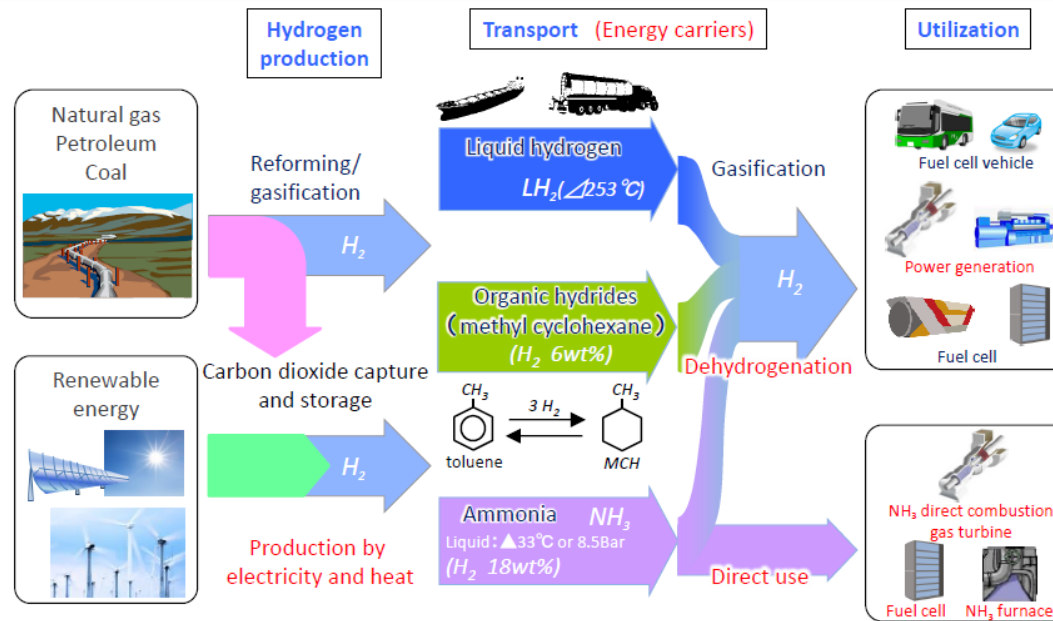 Hydrogen
production
Transport (Energy carriers)
Utilization
Natural gas
Petroleum
Coal
Reforming/
gasification
H₂
Carbon dioxide capture
and storage
Renewable
energy
H₂
Production by
electricity and heat
Liquid hydrogen
LH₂(⊿253℃)
Organic hydrides
(methyl cyclohexane)
(H₂ 6wt%)
CH₃
3 H₂
CH₃
toluene
MCH
Ammonia NH₃
Liquid:▲33℃ or 8.5Bar
(H₂ 18wt%)
Gasification
H₂
Dehydrogenation
Direct use
Fuel cell vehicle
Power generation
Fuel cell
NH₃ direct combustion
gas turbine
Fuel cell
NH₃ furnace